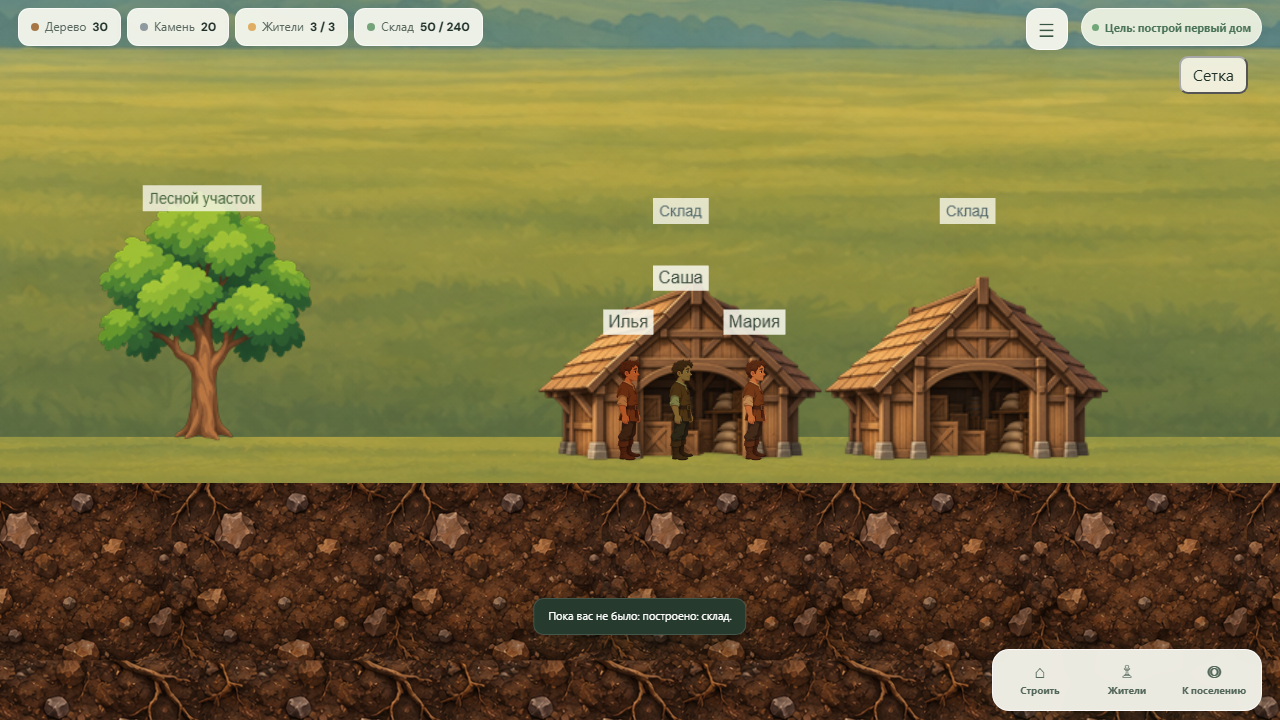 Дерево 30
Камень 20
Жители 3 / 3
Склад 50 / 240
☰
Цель: построй первый дом
Сетка
Лесной участок
Склад
Склад
Саша
Илья
Мария
Пока вас не было: построено: склад.
Строить
Жители
К поселению